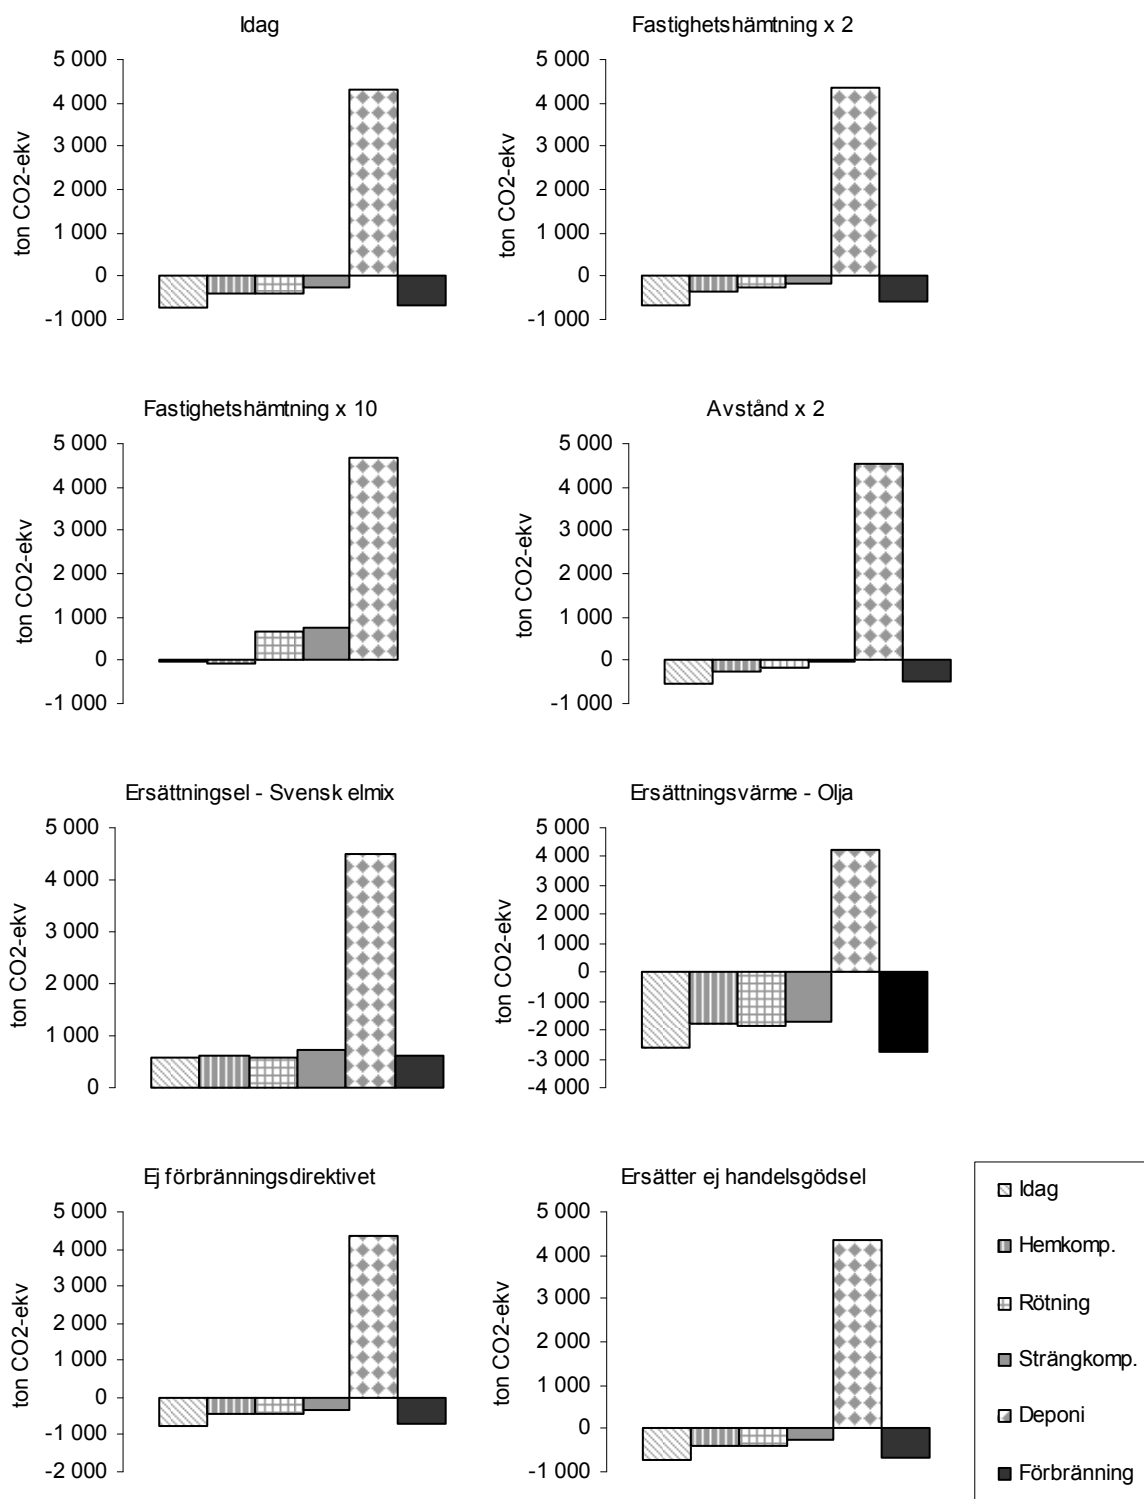 Idag
5 000
4 000
3 000
2 000
1 000
0
-1 000
ton CO2-ekv
Fastighetshämtning x 2
5 000
4 000
3 000
2 000
1 000
0
-1 000
ton CO2-ekv
Fastighetshämtning x 10
5 000
4 000
3 000
2 000
1 000
0
-1 000
ton CO2-ekv
Avstånd x 2
5 000
4 000
3 000
2 000
1 000
0
-1 000
ton CO2-ekv
Ersättningsel - Svensk elmix
5 000
4 000
3 000
2 000
1 000
0
ton CO2-ekv
Ersättningsvärme - Olja
5 000
4 000
3 000
2 000
1 000
0
-1 000
-2 000
-3 000
-4 000
ton CO2-ekv
Ej förbränningsdirektivet
5 000
4 000
3 000
2 000
1 000
0
-1 000
-2 000
ton CO2-ekv
Ersätter ej handelsgödsel
5 000
4 000
3 000
2 000
1 000
0
-1 000
ton CO2-ekv
Idag
Hemkomp.
Rötning
Strängkomp.
Deponi
Förbränning